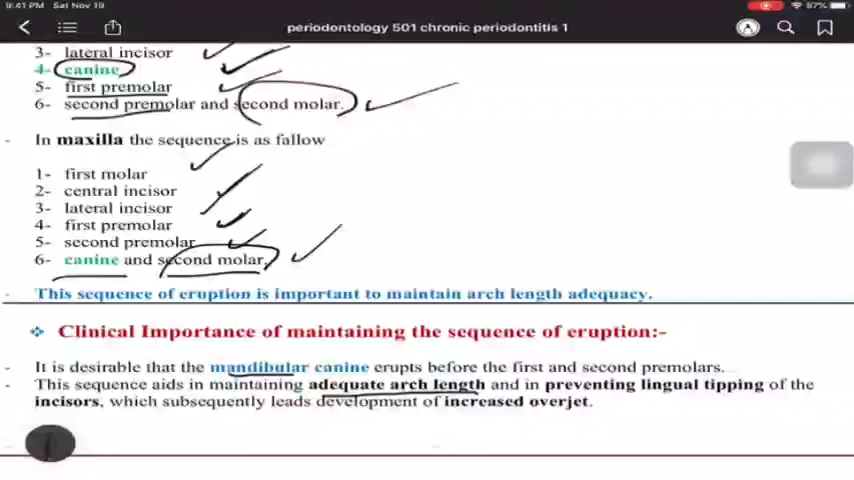 9:41 PM Sat Nov 19
87%
periodontology 501 chronic periodontitis 1
3- lateral incisor
4- canine
5- first premolar
6- second premolar and second molar.
- In maxilla the sequence is as fallow
1- first molar
2- central incisor
3- lateral incisor
4- first premolar
5- second premolar
6- canine and second molar.
- This sequence of eruption is important to maintain arch length adequacy.
❖ Clinical Importance of maintaining the sequence of eruption:-
- It is desirable that the mandibular canine erupts before the first and second premolars.
- This sequence aids in maintaining adequate arch length and in preventing lingual tipping of the
incisors, which subsequently leads development of increased overjet.